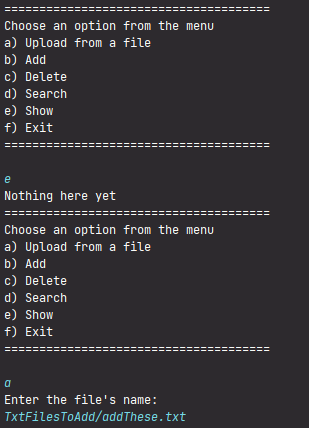 ======================================
Choose an option from the menu
a) Upload from a file
b) Add
c) Delete
d) Search
e) Show
f) Exit
======================================
e
Nothing here yet
======================================
Choose an option from the menu
a) Upload from a file
b) Add
c) Delete
d) Search
e) Show
f) Exit
======================================
a
Enter the file's name:
TxtFilesToAdd/addThese.txt